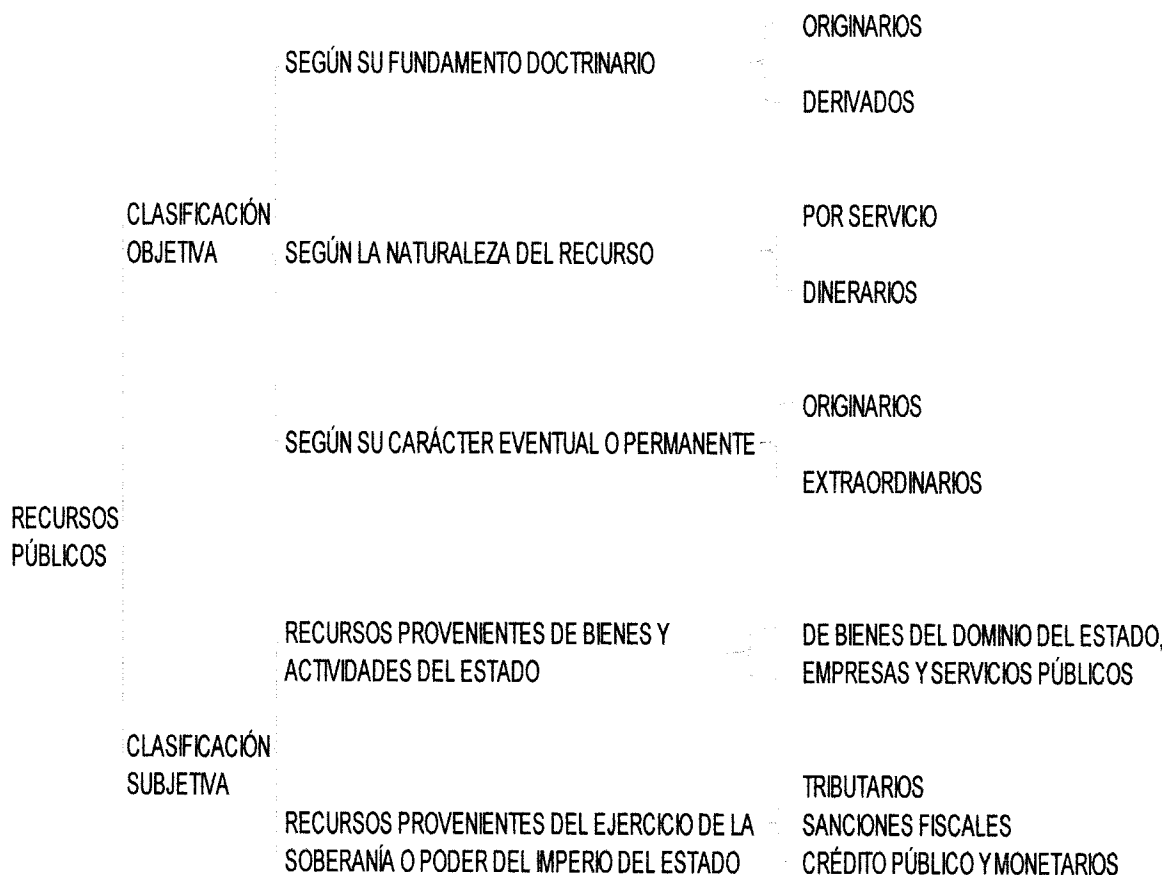 RECURSOS
PÚBLICOS
CLASIFICACIÓN
OBJETIVA
SEGÚN SU FUNDAMENTO DOCTRINARIO
ORIGINARIOS
DERIVADOS
SEGÚN LA NATURALEZA DEL RECURSO
POR SERVICIO
DINERARIOS
SEGÚN SU CARÁCTER EVENTUAL O PERMANENTE
ORIGINARIOS
EXTRAORDINARIOS
CLASIFICACIÓN
SUBJETIVA
RECURSOS PROVENIENTES DE BIENES Y
ACTIVIDADES DEL ESTADO
DE BIENES DEL DOMINIO DEL ESTADO,
EMPRESAS Y SERVICIOS PÚBLICOS
RECURSOS PROVENIENTES DEL EJERCICIO DE LA
SOBERANÍA O PODER DEL IMPERIO DEL ESTADO
TRIBUTARIOS
SANCIONES FISCALES
CRÉDITO PÚBLICO Y MONETARIOS